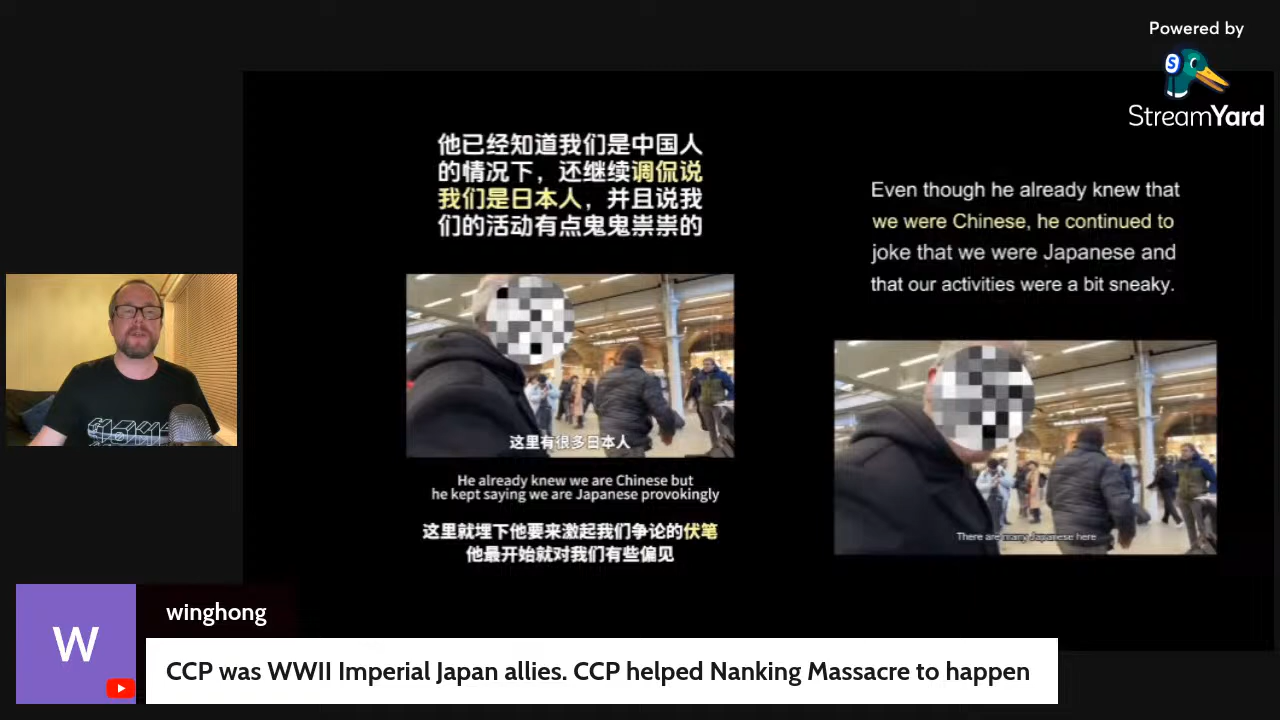 Powered by
StreamYard
他已经知道我们是中国人
的情况下，还继续调侃说
我们是日本人，并且说我
们的活动有点鬼鬼祟祟的
这里有很多日本人
He already knew we are Chinese but
he kept saying we are Japanese provokingly
这里就埋下他要来激起我们争论的伏笔
他最开始就对我们有些偏见
Even though he already knew that
we were Chinese, he continued to
joke that we were Japanese and
that our activities were a bit sneaky.
There are many Japanese here
W
winghong
CCP was WWII Imperial Japan allies. CCP helped Nanking Massacre to happen